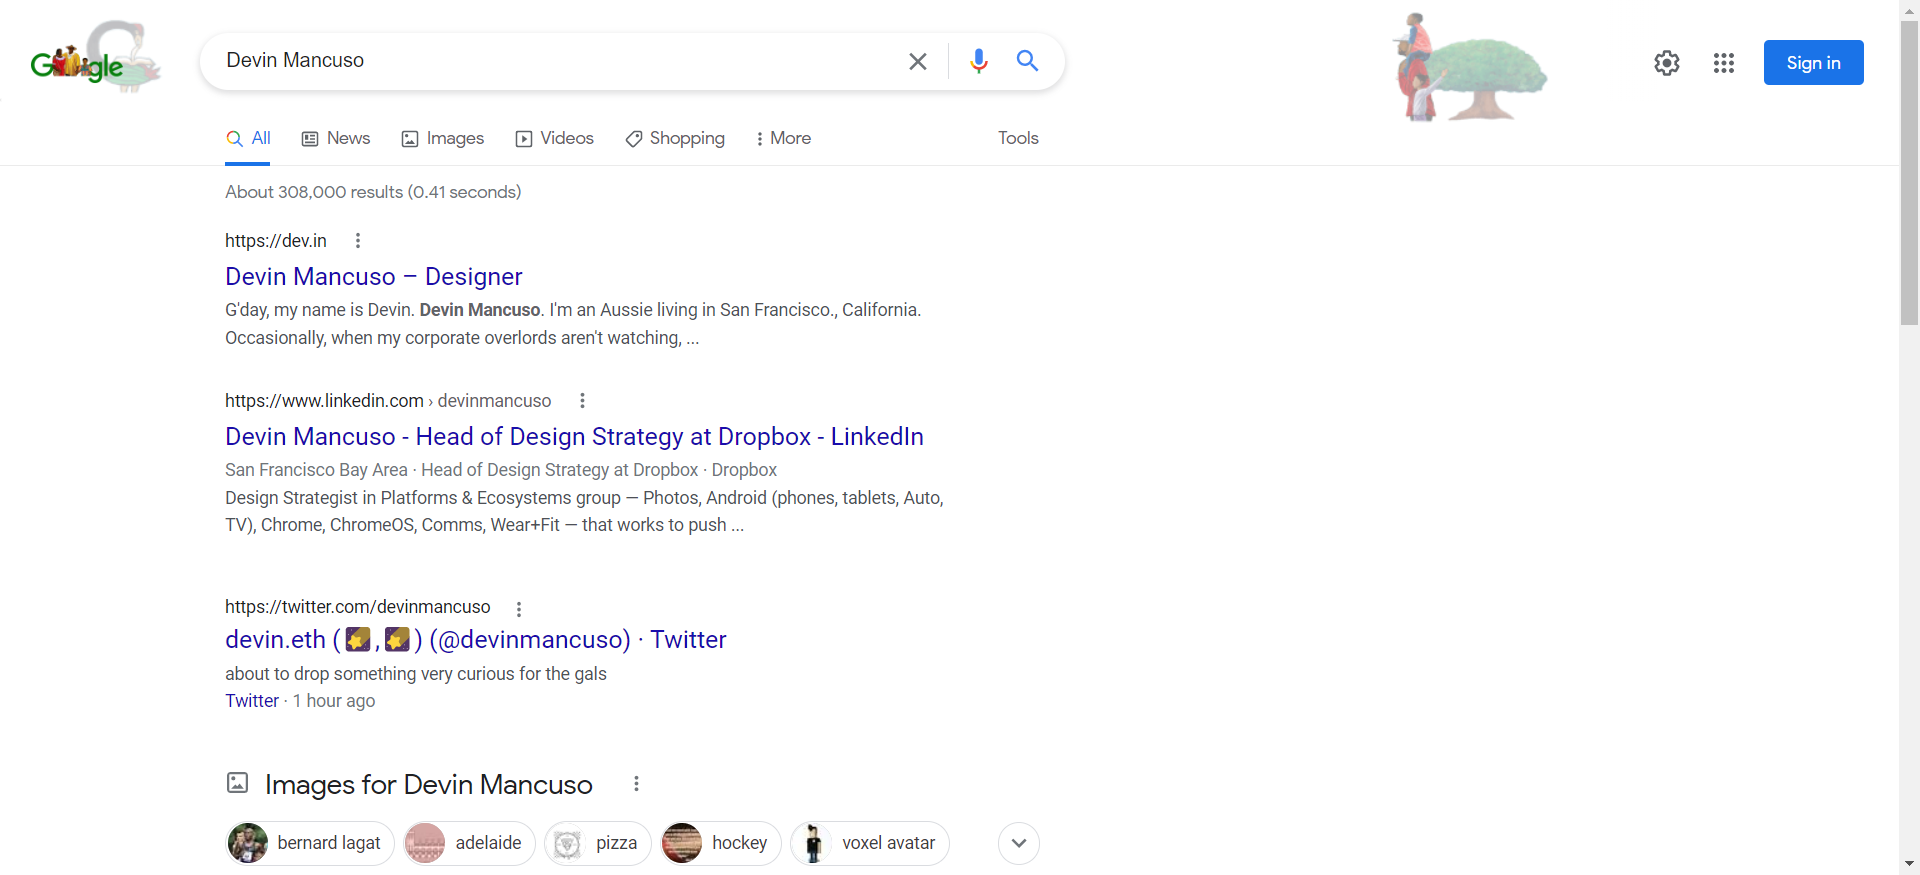 Google
Devin Mancuso
Sign in
All
News
Images
Videos
Shopping
More
Tools
About 308,000 results (0.41 seconds)
https://dev.in
Devin Mancuso – Designer
G'day, my name is Devin. Devin Mancuso. I'm an Aussie living in San Francisco., California.
Occasionally, when my corporate overlords aren't watching, ...
https://www.linkedin.com › devinmancuso
Devin Mancuso - Head of Design Strategy at Dropbox - LinkedIn
San Francisco Bay Area · Head of Design Strategy at Dropbox · Dropbox
Design Strategist in Platforms & Ecosystems group — Photos, Android (phones, tablets, Auto,
TV), Chrome, ChromeOS, Comms, Wear+Fit — that works to push ...
https://twitter.com/devinmancuso
devin.eth (🌠,🌠) (@devinmancuso) · Twitter
about to drop something very curious for the gals
Twitter · 1 hour ago
Images for Devin Mancuso
bernard lagat
adelaide
pizza
hockey
voxel avatar